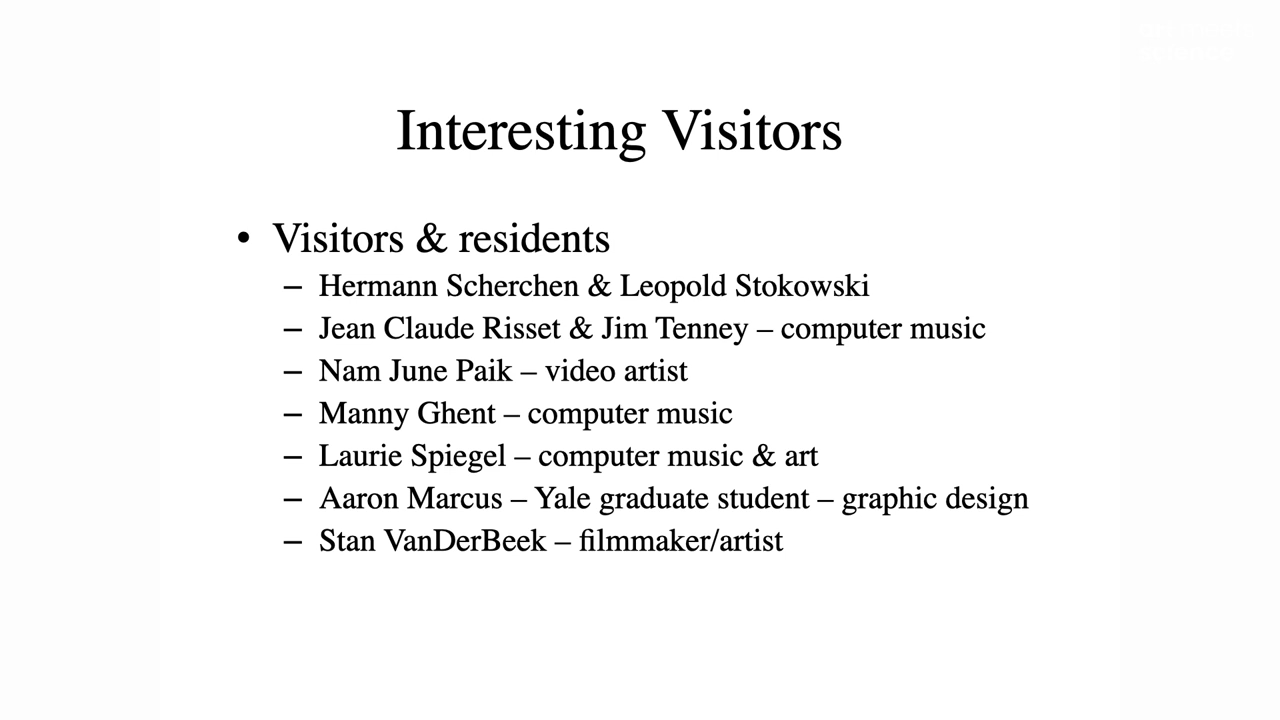 Interesting Visitors
• Visitors & residents
– Hermann Scherchen & Leopold Stokowski
– Jean Claude Risset & Jim Tenney – computer music
– Nam June Paik – video artist
– Manny Ghent – computer music
– Laurie Spiegel – computer music & art
– Aaron Marcus – Yale graduate student – graphic design
– Stan VanDerBeek – filmmaker/artist